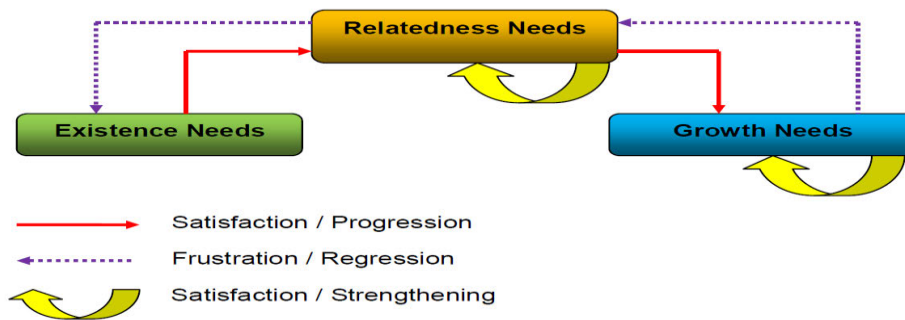 Relatedness Needs
Existence Needs
Growth Needs
Satisfaction / Progression
Frustration / Regression
Satisfaction / Strengthening